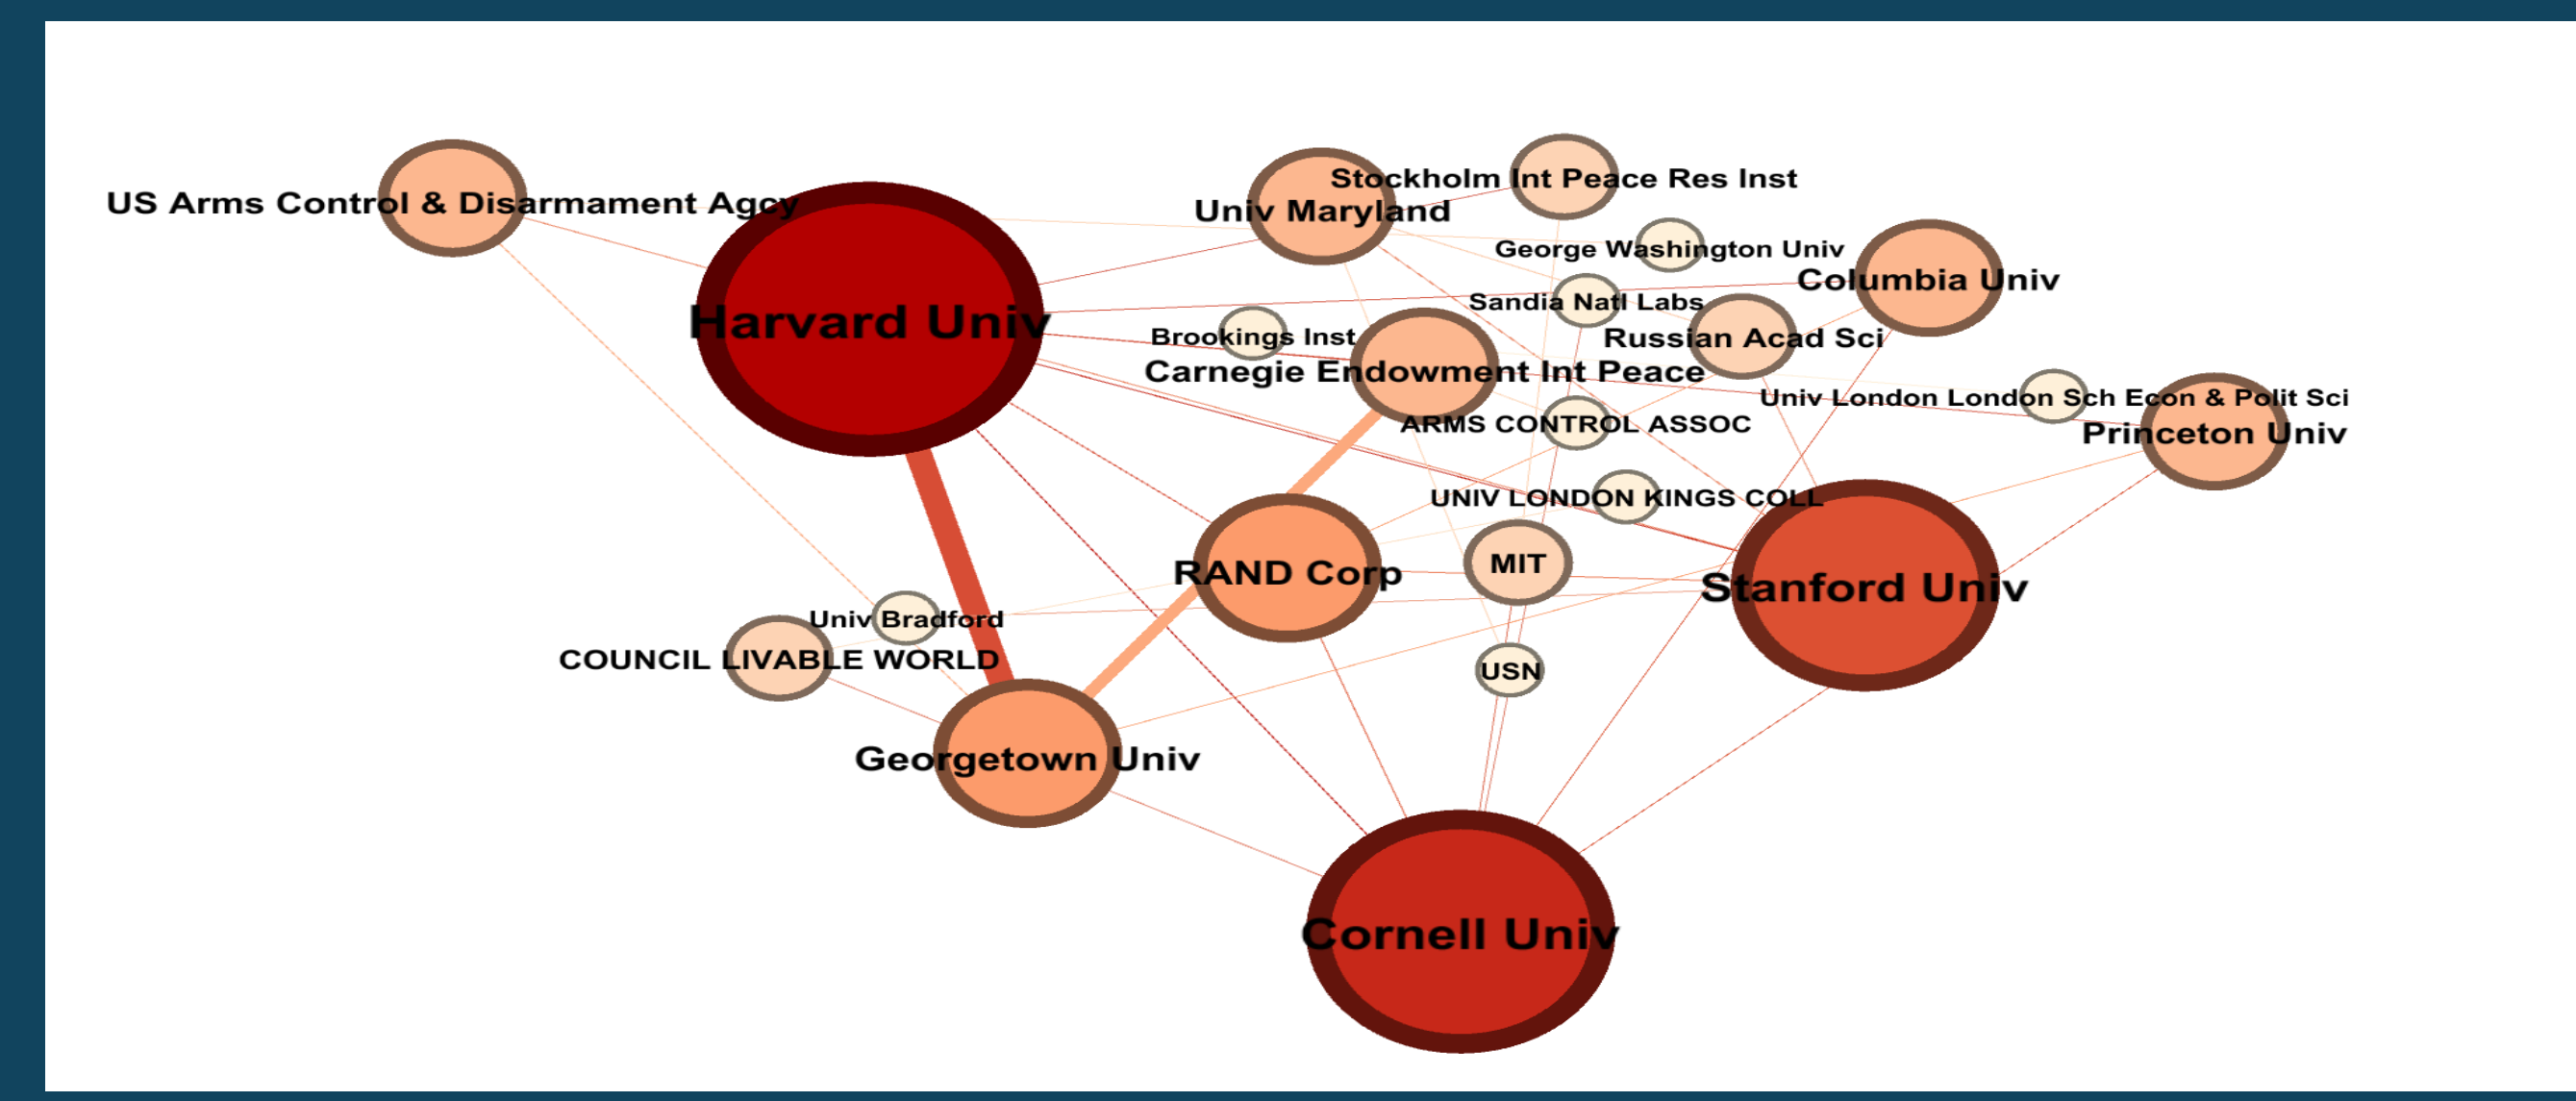 Stockholm Int Peace Res Inst
US Arms Control & Disarmament Agcy
Univ Maryland
George Washington Univ
Columbia Univ
Sandia Natl Labs
Harvard Univ
Brookings Inst
Russian Acad Sci
Carnegie Endowment Int Peace
Univ London London Sch Econ & Polit Sci
ARMS CONTROL ASSOC
Princeton Univ
UNIV LONDON KINGS COLL
MIT
RAND Corp
Stanford Univ
Univ Bradford
COUNCIL LIVABLE WORLD
USN
Georgetown Univ
Cornell Univ